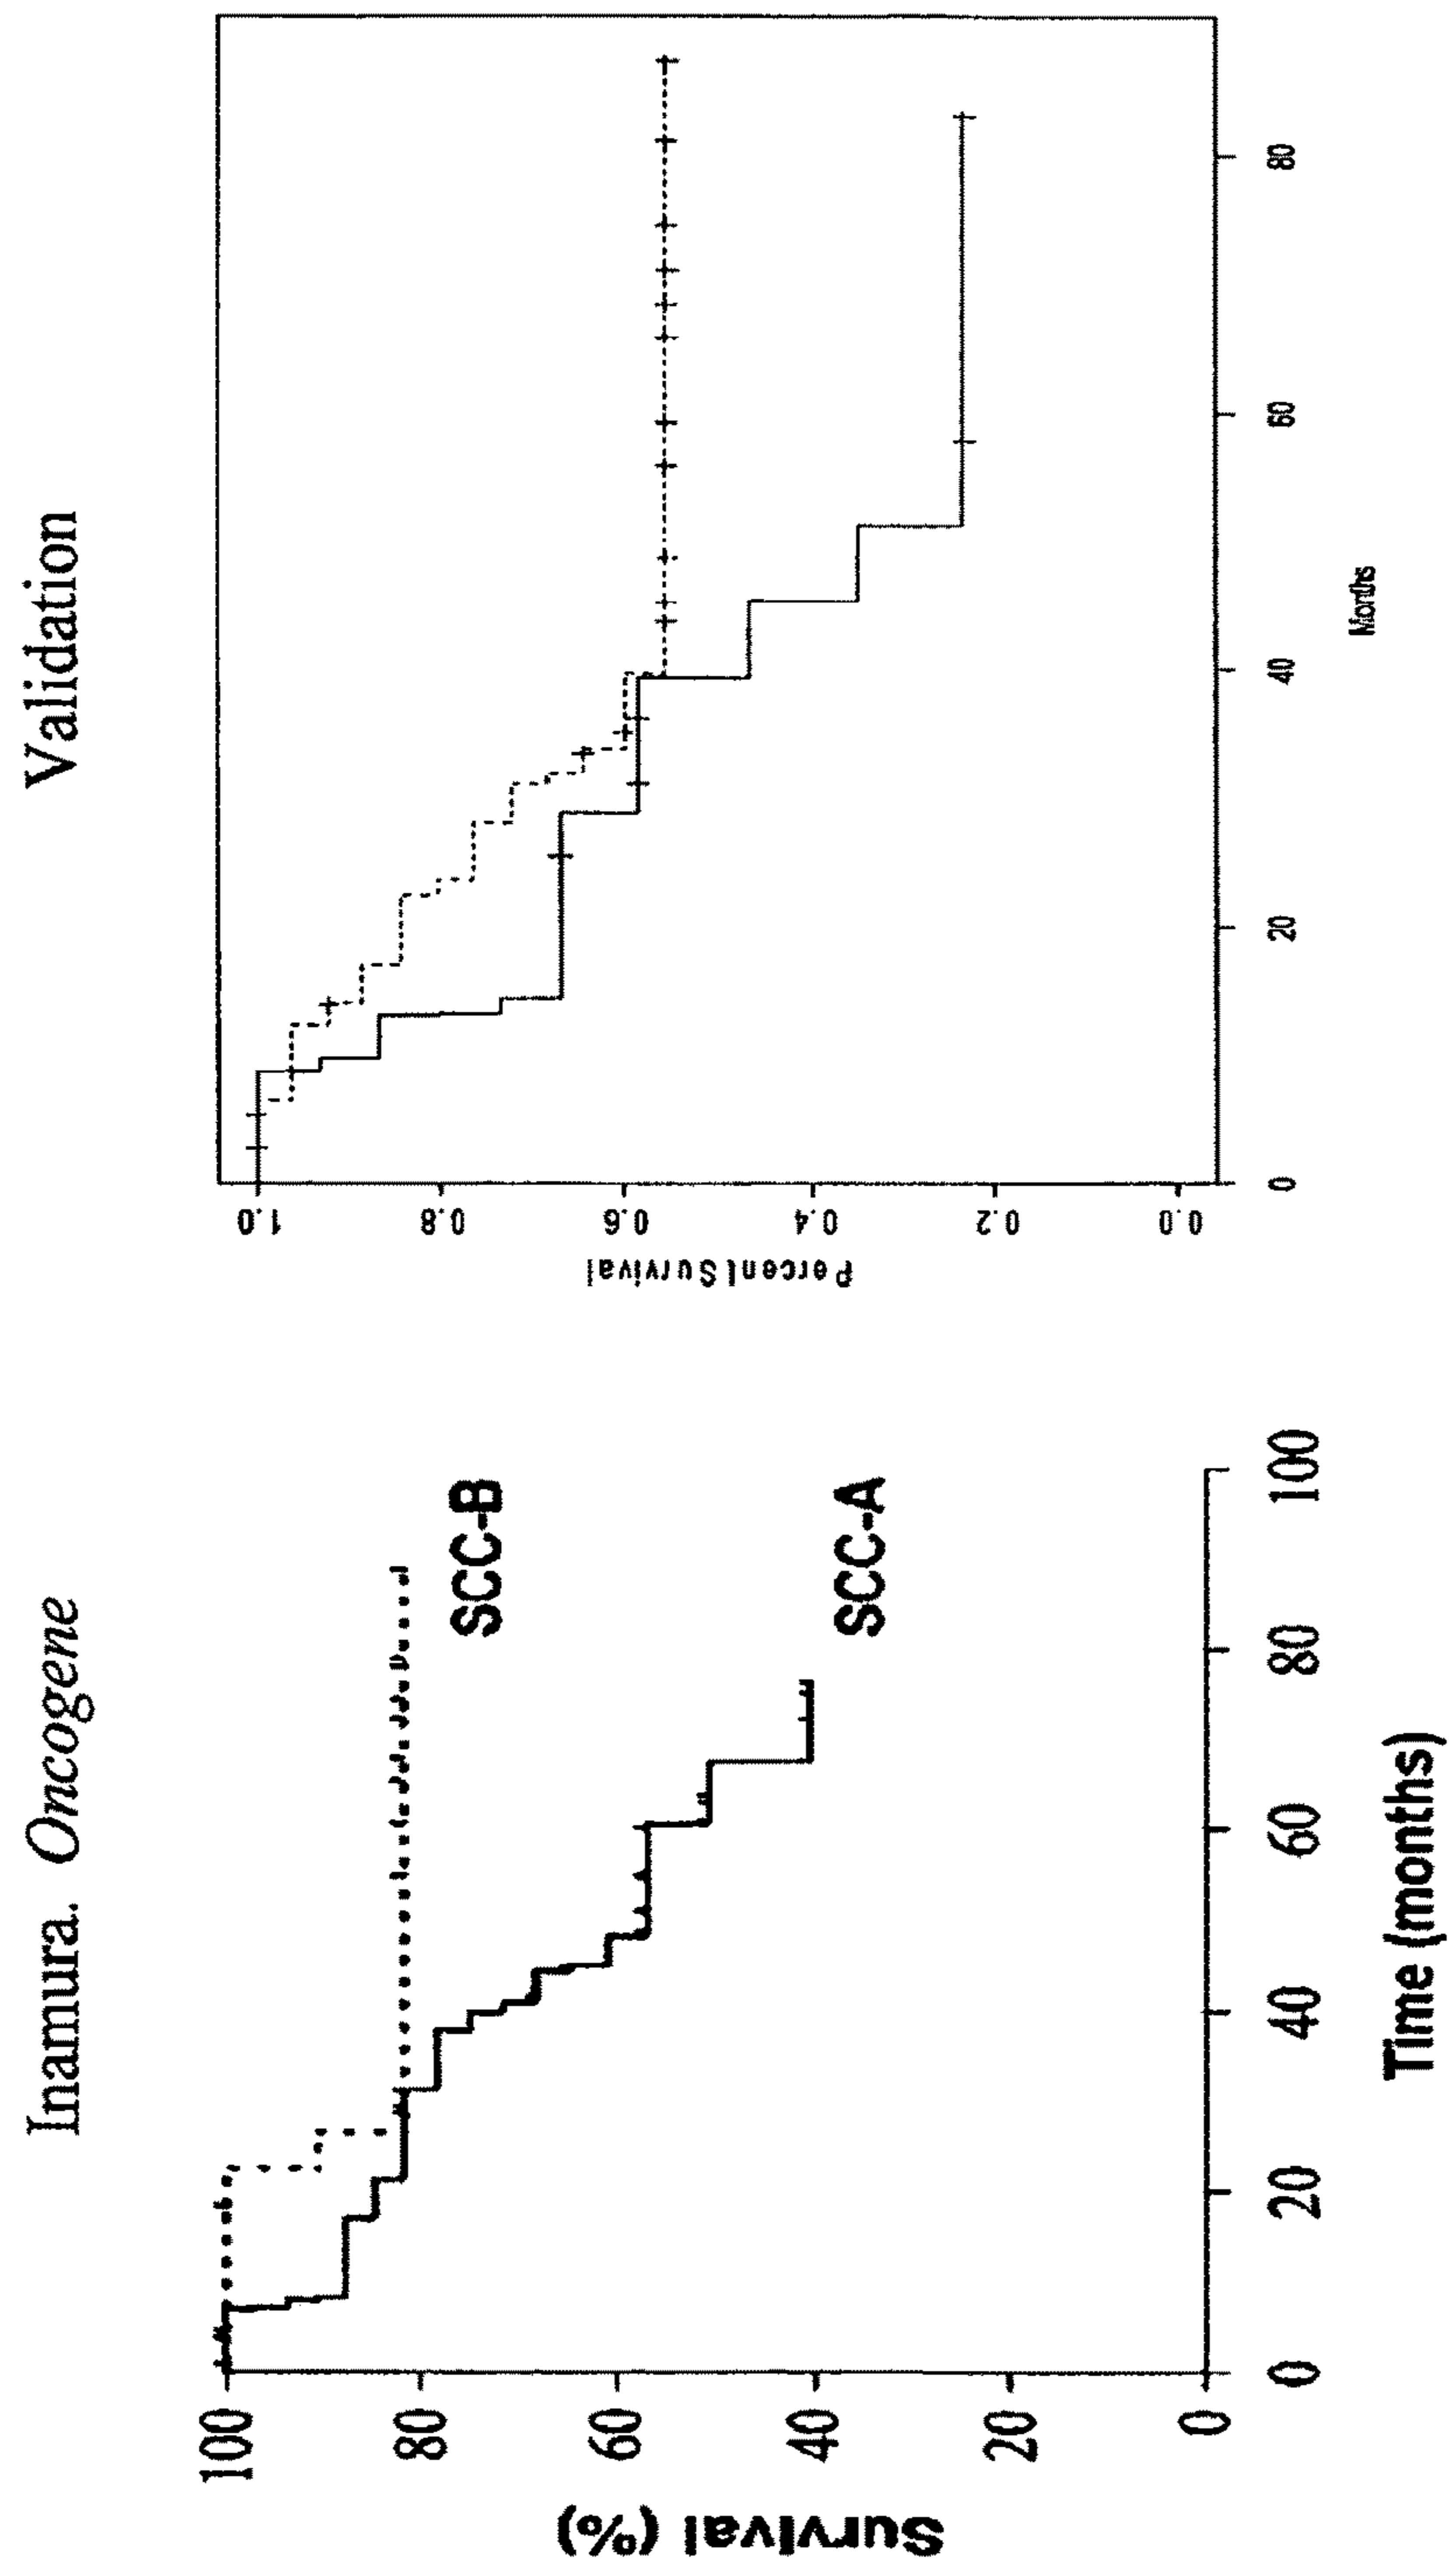 Inamura. Oncogene
Survival (%)
100
80
60
40
20
0
SCC-B
SCC-A
0 20 40 60 80 100
Time (months)
Validation
Percent Survival
1.0
0.8
0.6
0.4
0.2
0.0
0 20 40 60 80
Months